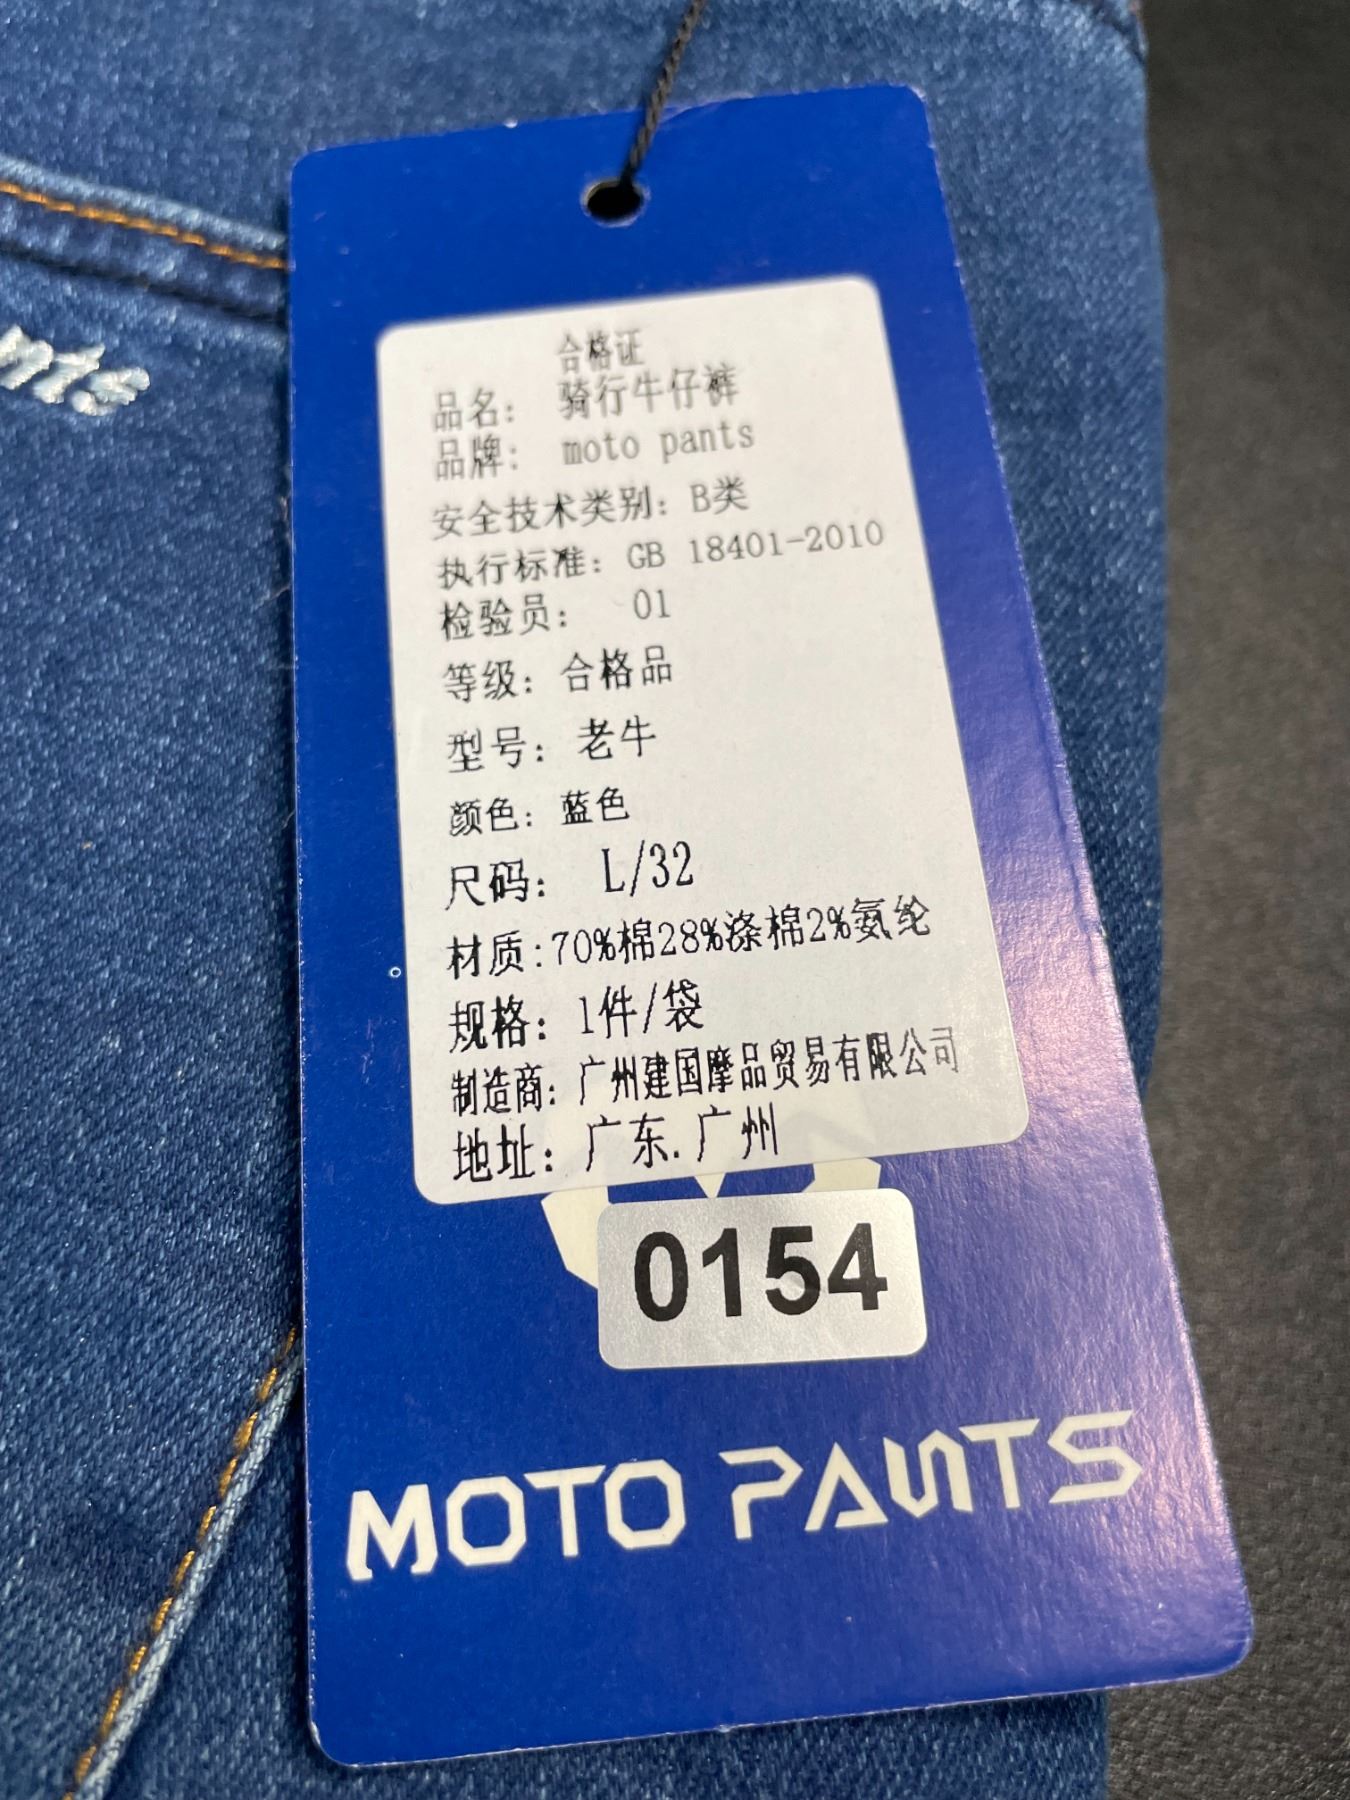 合格证
品名: 骑行牛仔裤
品牌: moto pants
安全技术类别: B类
执行标准: GB 18401-2010
检验员: 01
等级: 合格品
型号: 老牛
颜色: 蓝色
尺码: L/32
材质:70%棉28%涤棉2%氨纶
规格: 1件/袋
制造商: 广州建国摩品贸易有限公司
地址: 广东.广州
0154
MOTO PANTS
nts